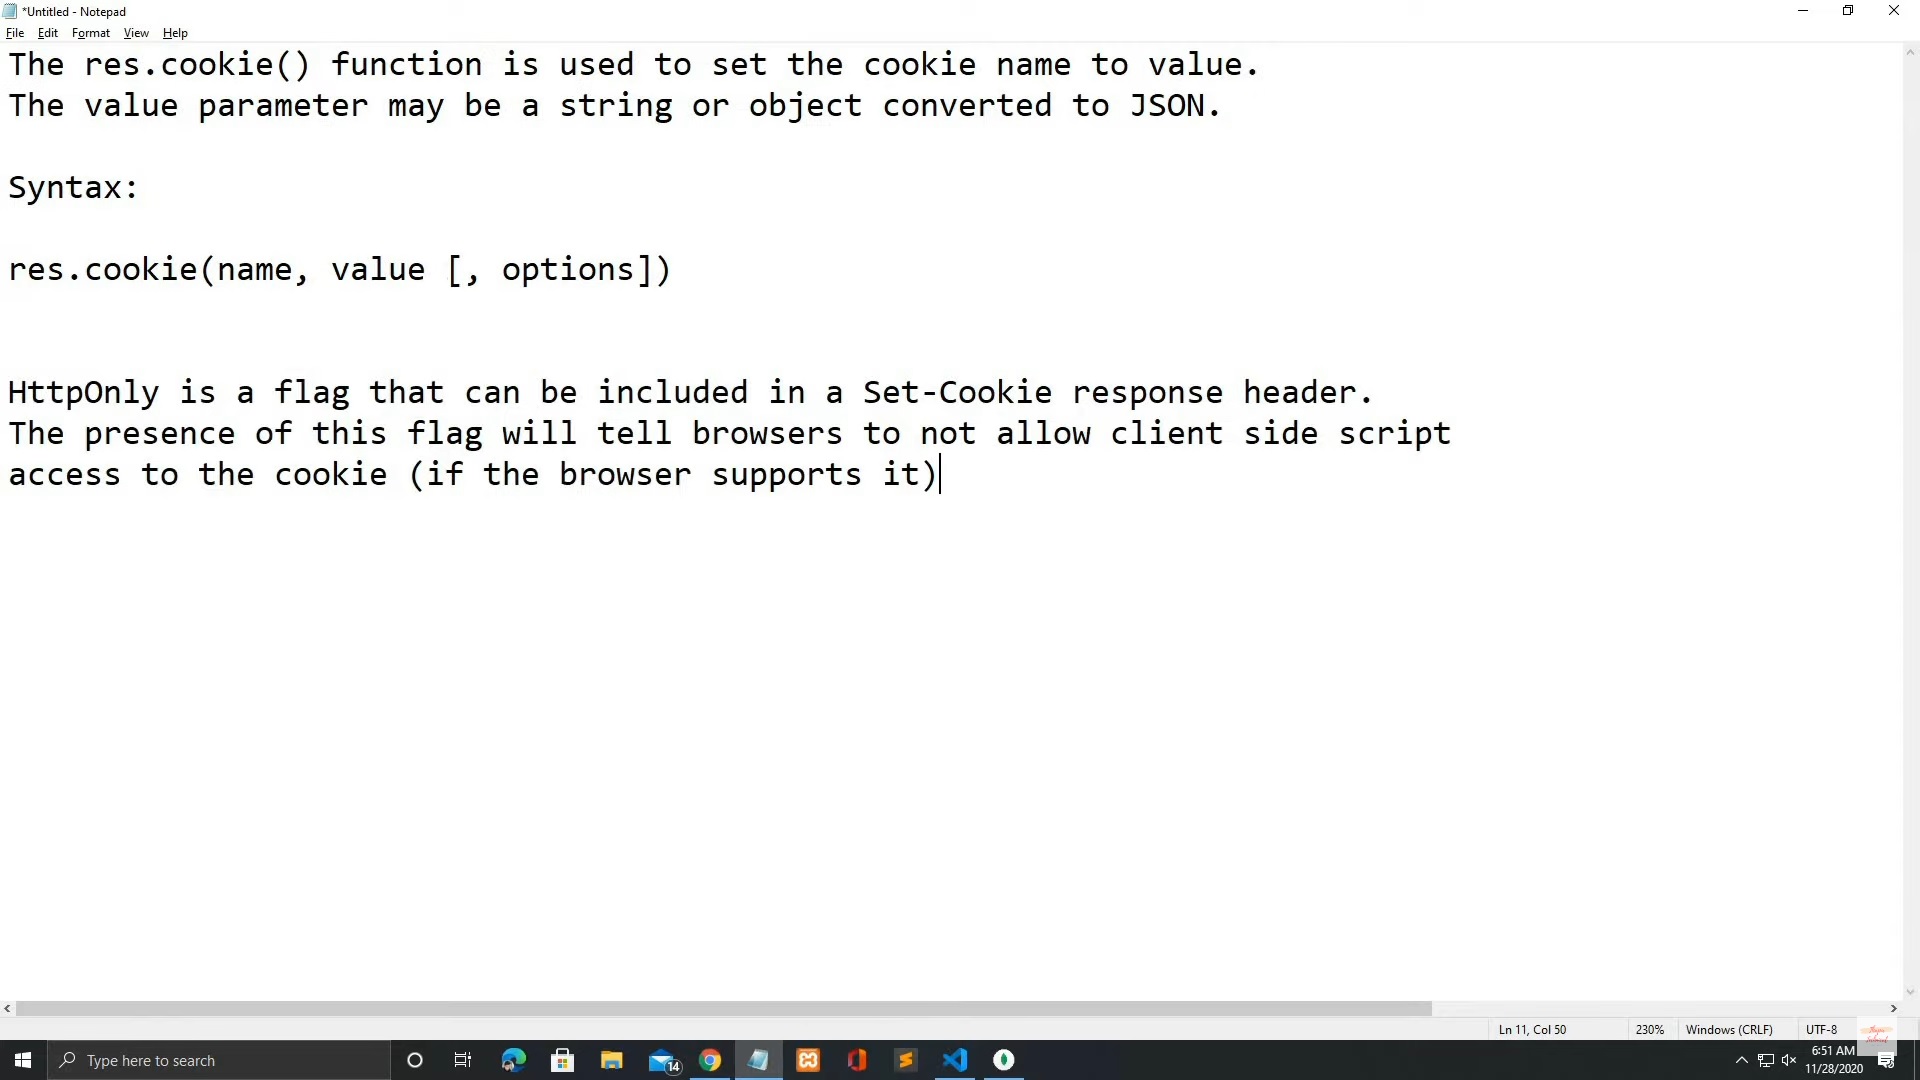 *Untitled - Notepad
File Edit Format View Help
The res.cookie() function is used to set the cookie name to value.
The value parameter may be a string or object converted to JSON.
Syntax:
res.cookie(name, value [, options])
HttpOnly is a flag that can be included in a Set-Cookie response header.
The presence of this flag will tell browsers to not allow client side script
access to the cookie (if the browser supports it)
Ln 11, Col 50 230% Windows (CRLF) UTF-8
Type here to search
14
6:51 AM
11/28/2020